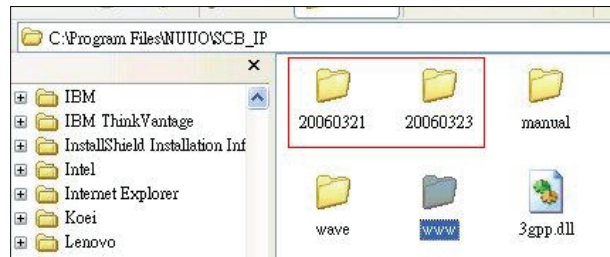 C:\Program Files\NUUO\SCB_IP
IBM
IBM ThinkVantage
InstallShield Installation Inf
Intel
Internet Explorer
Koei
Lenovo
20060321
20060323
manual
wave
www
3gpp.dll